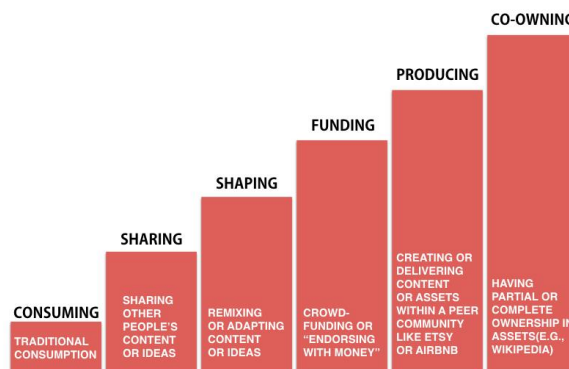 CONSUMING
TRADITIONAL
CONSUMPTION
SHARING
SHARING
OTHER
PEOPLE'S
CONTENT
OR IDEAS
SHAPING
REMIXING
OR ADAPTING
CONTENT
OR IDEAS
FUNDING
CROWD-
FUNDING OR
“ENDORSING
WITH MONEY”
PRODUCING
CREATING OR
DELIVERING
CONTENT
OR ASSETS
WITHIN A PEER
COMMUNITY
LIKE ETSY
OR AIRBNB
CO-OWNING
HAVING
PARTIAL OR
COMPLETE
OWNERSHIP IN
ASSETS(E.G.,
WIKIPEDIA)